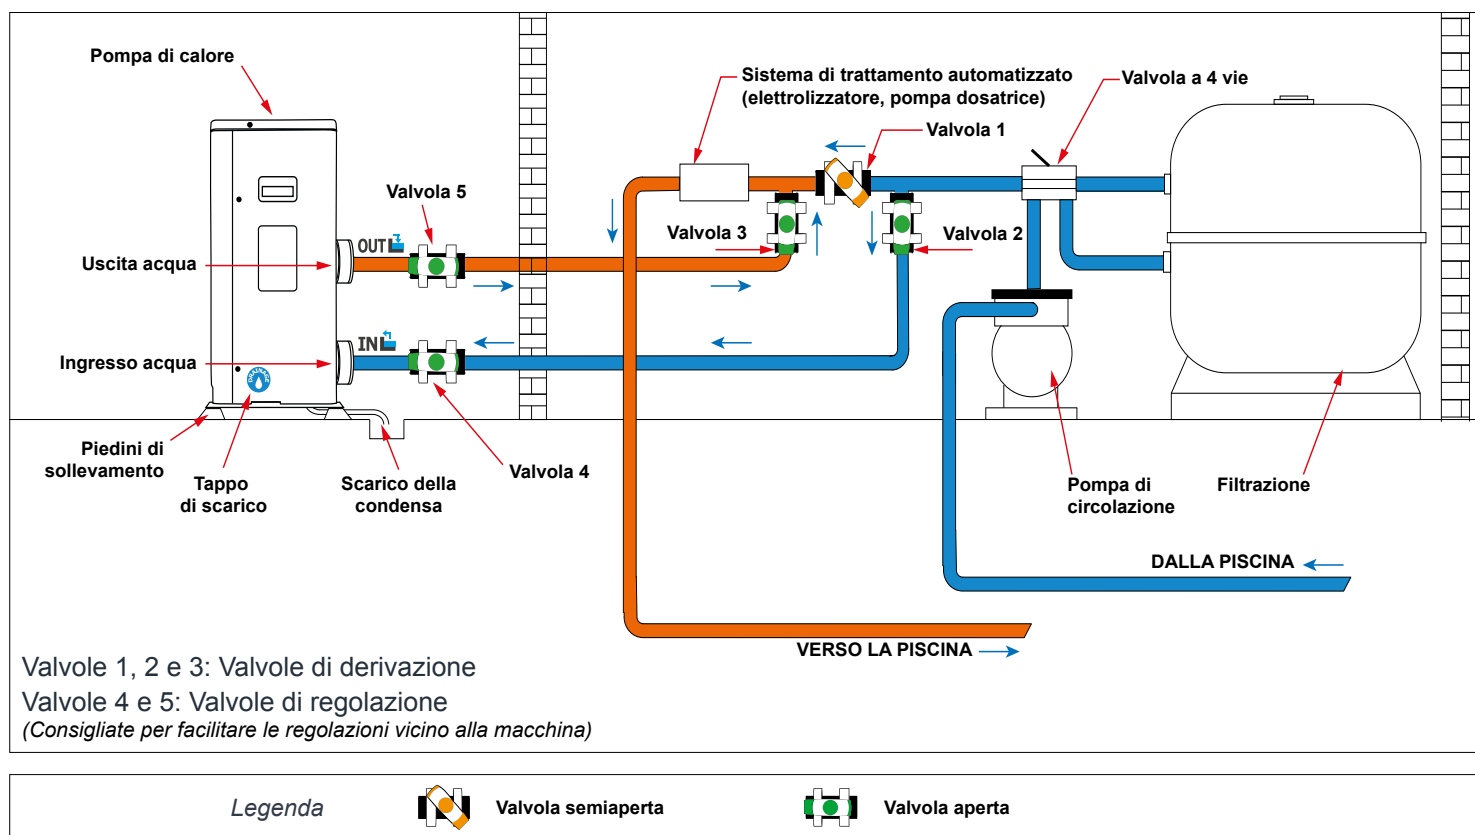 Pompa di calore
Sistema di trattamento automatizzato
(elettrolizzatore, pompa dosatrice)
Valvola a 4 vie
Valvola 1
Valvola 5
Valvola 3
Valvola 2
OUT
Uscita acqua
IN
Ingresso acqua
DRAINAGE
Piedini di
sollevamento
Tappo
di scarico
Scarico della
condensa
Valvola 4
Pompa di
circolazione
Filtrazione
DALLA PISCINA
VERSO LA PISCINA
Valvole 1, 2 e 3: Valvole di derivazione
Valvole 4 e 5: Valvole di regolazione
(Consigliate per facilitare le regolazioni vicino alla macchina)
Legenda
Valvola semiaperta
Valvola aperta